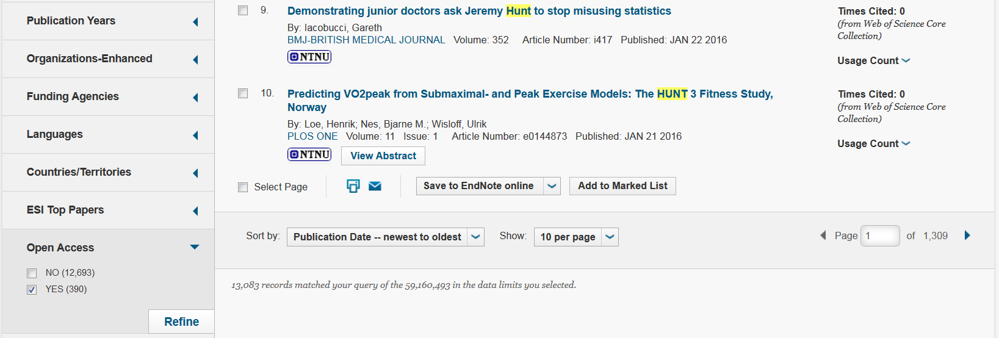 Publication Years
Organizations-Enhanced
Funding Agencies
Languages
Countries/Territories
ESI Top Papers
Open Access
NO (12,693)
YES (390)
Refine
9. Demonstrating junior doctors ask Jeremy Hunt to stop misusing statistics
By: Iacobucci, Gareth
BMJ-BRITISH MEDICAL JOURNAL Volume: 352 Article Number: i417 Published: JAN 22 2016
NTNU
Times Cited: 0
(from Web of Science Core
Collection)
Usage Count
10. Predicting VO2peak from Submaximal- and Peak Exercise Models: The HUNT 3 Fitness Study,
Norway
By: Loe, Henrik; Nes, Bjarne M.; Wisloff, Ulrik
PLOS ONE Volume: 11 Issue: 1 Article Number: e0144873 Published: JAN 21 2016
NTNU View Abstract
Times Cited: 0
(from Web of Science Core
Collection)
Usage Count
Select Page Save to EndNote online Add to Marked List
Sort by: Publication Date -- newest to oldest Show: 10 per page Page 1 of 1,309
13,083 records matched your query of the 59,160,493 in the data limits you selected.